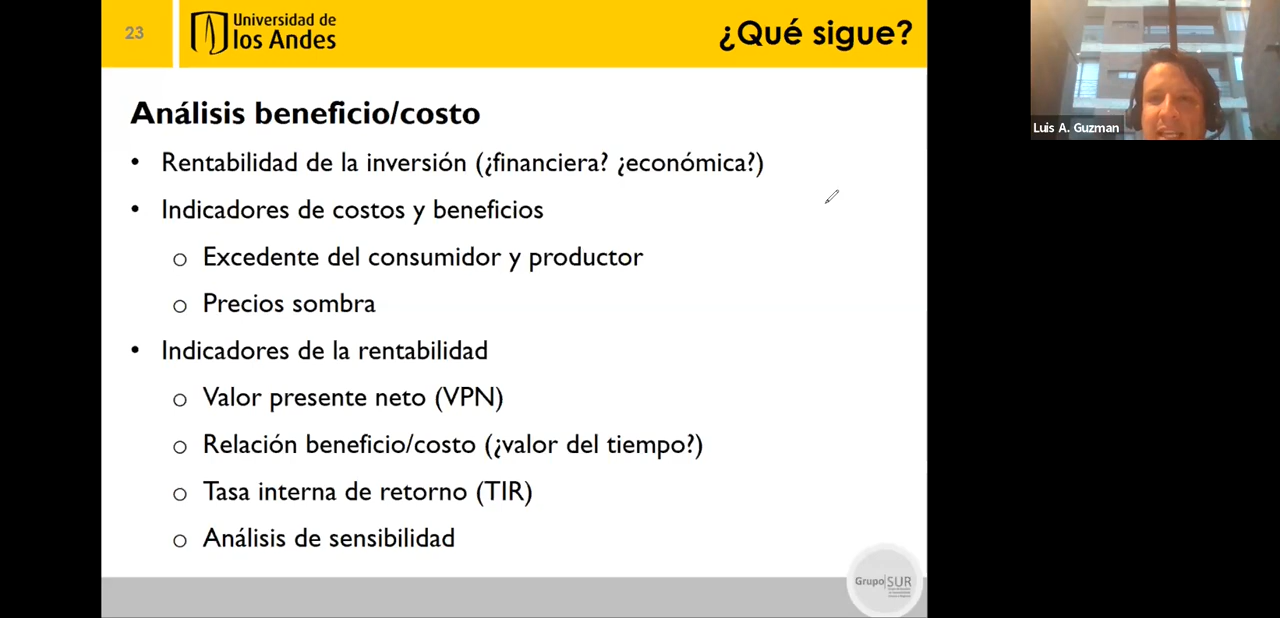 23
Universidad de
los Andes
¿Qué sigue?
Luis A. Guzman
Análisis beneficio/costo
• Rentabilidad de la inversión (¿financiera? ¿económica?)
• Indicadores de costos y beneficios
o Excedente del consumidor y productor
o Precios sombra
• Indicadores de la rentabilidad
o Valor presente neto (VPN)
o Relación beneficio/costo (¿valor del tiempo?)
o Tasa interna de retorno (TIR)
o Análisis de sensibilidad
Grupo|SUR